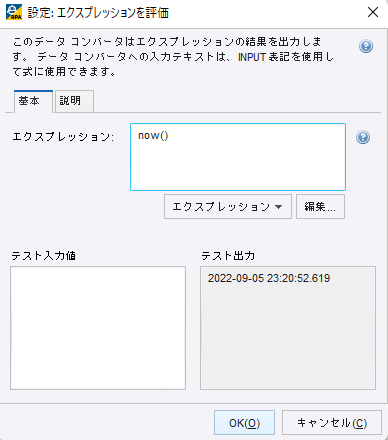 RPA 設定: エクスプレッションを評価
このデータ コンバータはエクスプレッションの結果を出力しま
す。 データ コンバータへの入力テキストは、 INPUT 表記を使用し
て式に使用できます。
基本 説明
エクスプレッション: now()
エクスプレッション 編集...
テスト入力値 テスト出力
2022-09-05 23:20:52.619
OK(O) キャンセル(C)